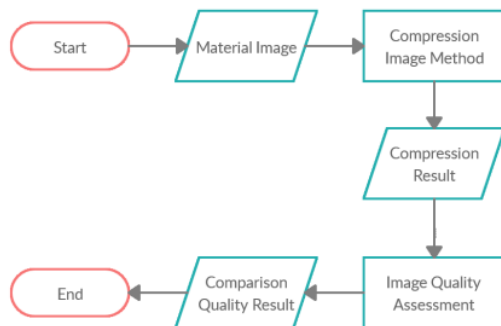 Start
Material Image
Compression
Image Method
Compression
Result
Image Quality
Assessment
Comparison
Quality Result
End